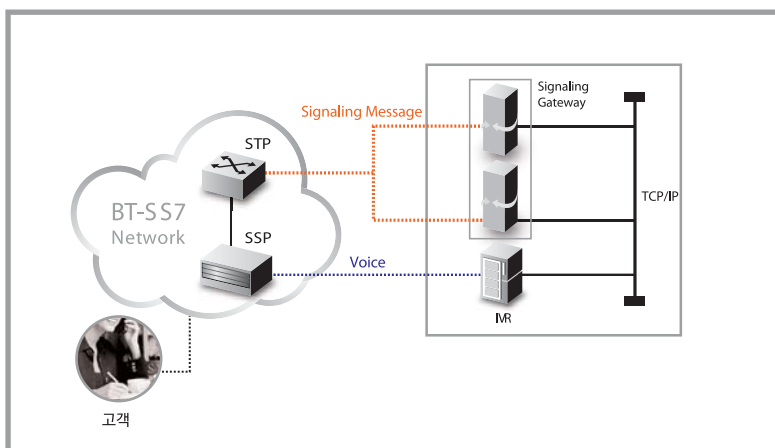 Signaling
Gateway
Signaling Message
STP
BT-SS7
Network
TCP/IP
SSP
Voice
IVR
고객